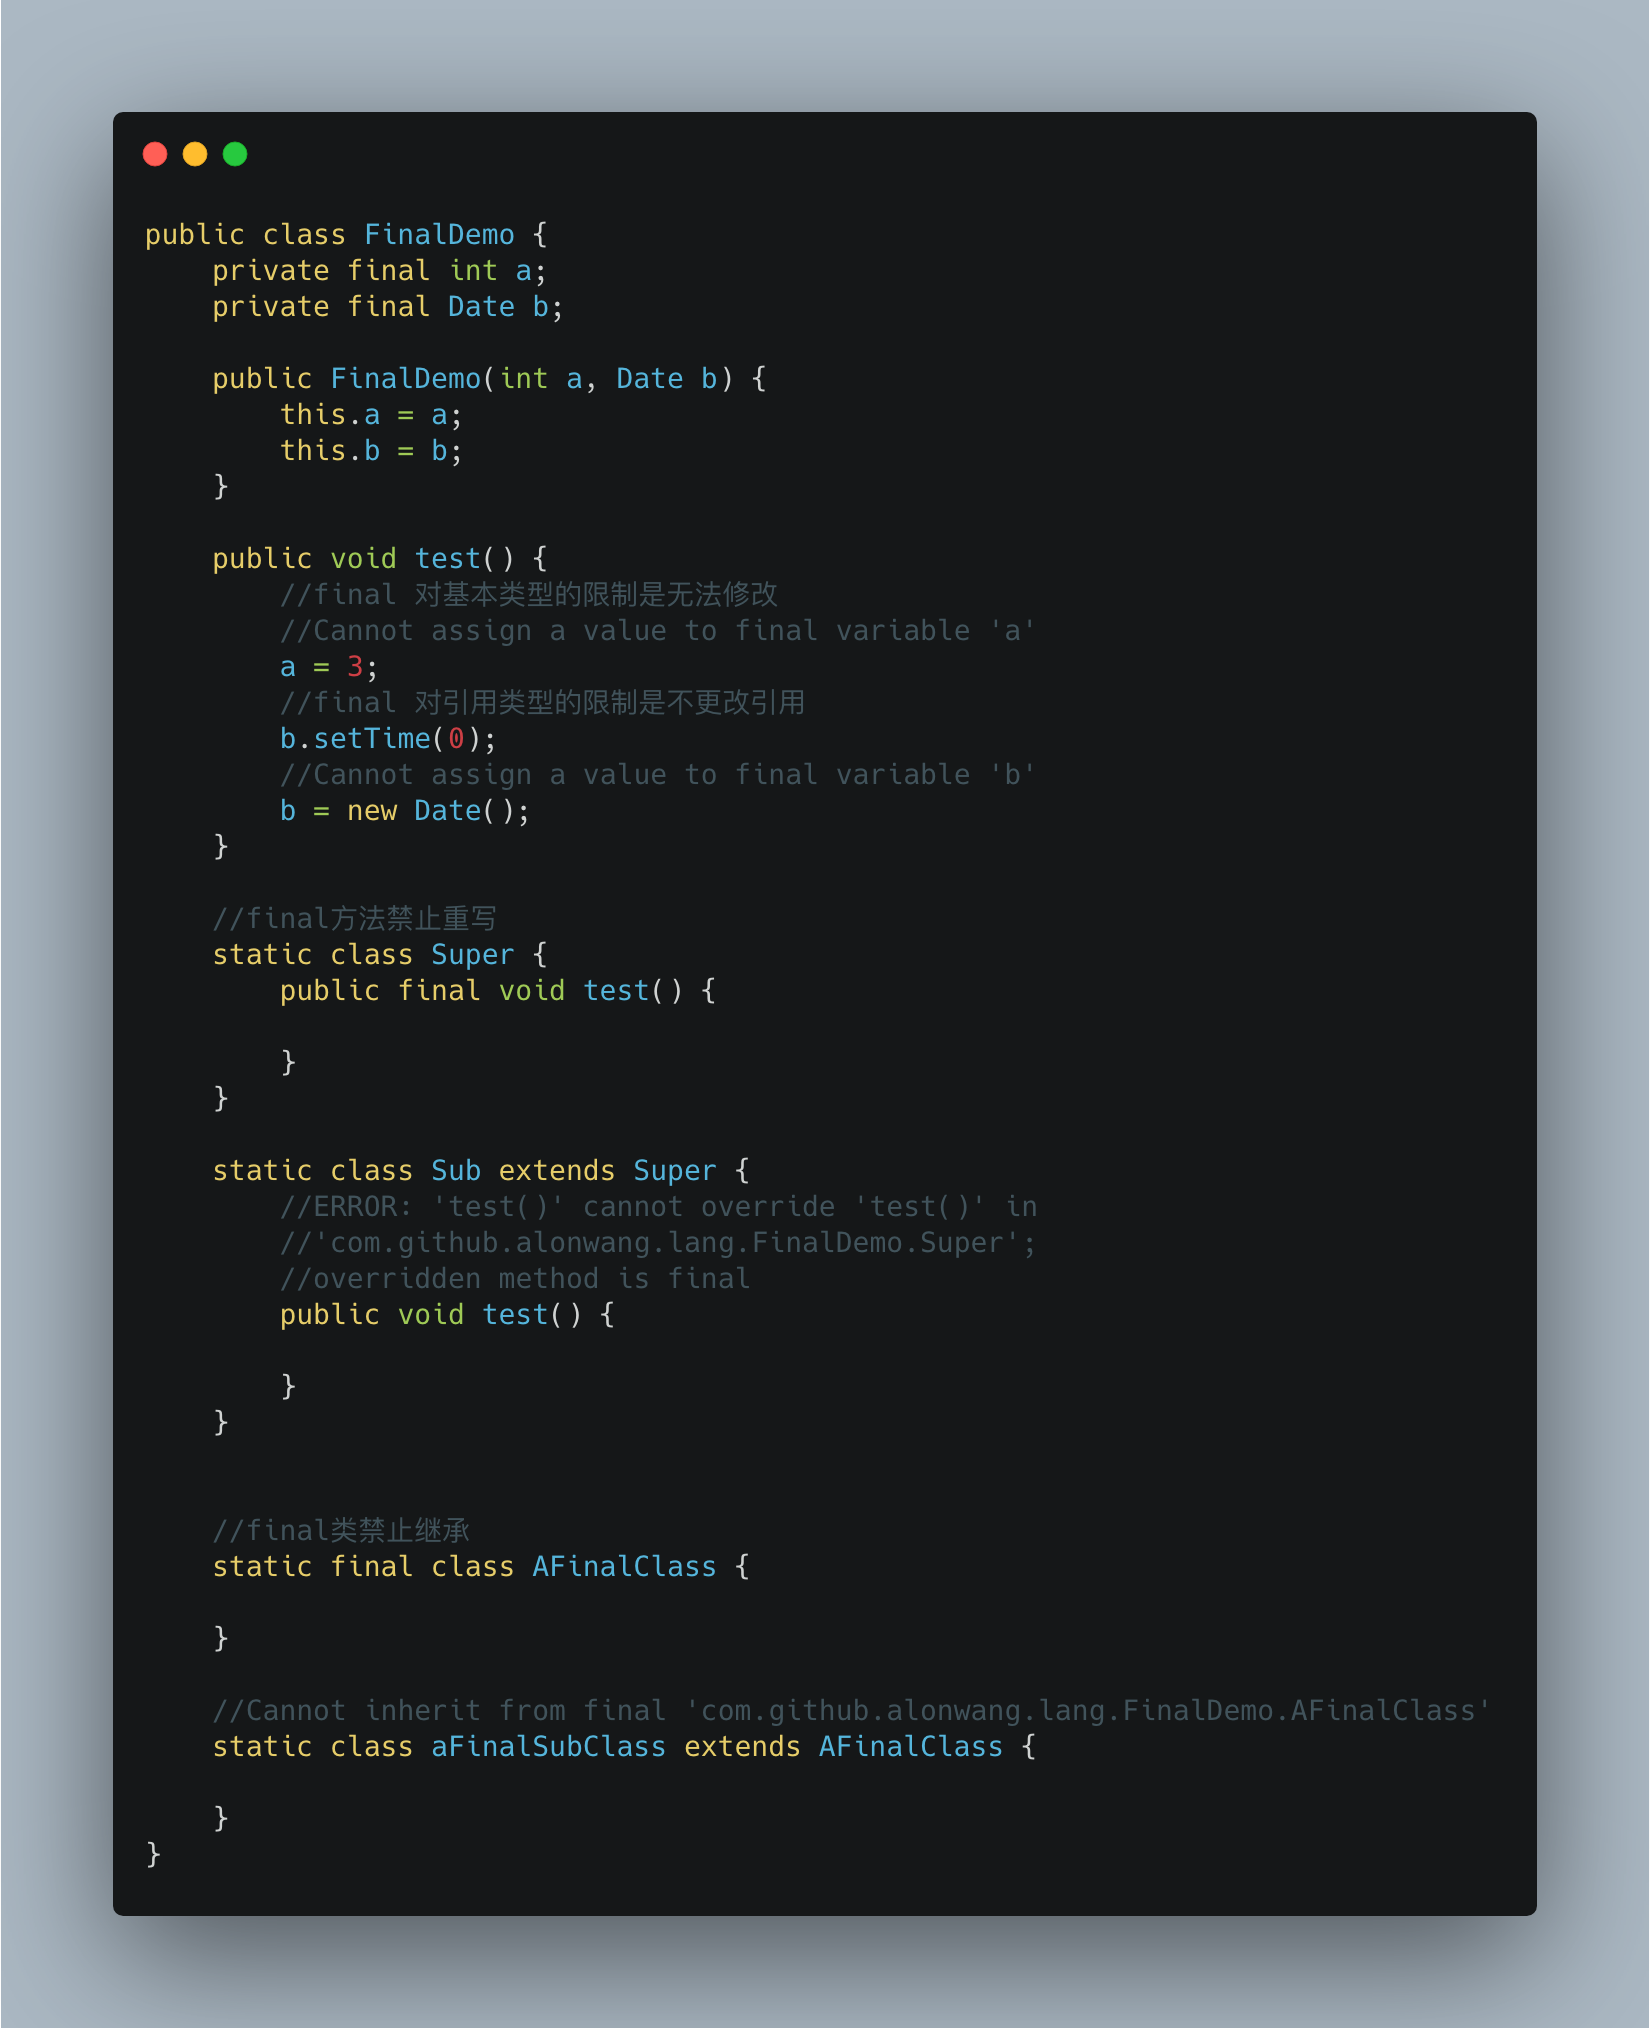 public class FinalDemo {
    private final int a;
    private final Date b;

    public FinalDemo(int a, Date b) {
        this.a = a;
        this.b = b;
    }

    public void test() {
        //final 对基本类型的限制是无法修改
        //Cannot assign a value to final variable 'a'
        a = 3;
        //final 对引用类型的限制是不更改引用
        b.setTime(0);
        //Cannot assign a value to final variable 'b'
        b = new Date();
    }

    //final方法禁止重写
    static class Super {
        public final void test() {

        }
    }

    static class Sub extends Super {
        //ERROR: 'test()' cannot override 'test()' in
        //'com.github.alonwang.lang.FinalDemo.Super';
        //overridden method is final
        public void test() {

        }
    }


    //final类禁止继承
    static final class AFinalClass {

    }

    //Cannot inherit from final 'com.github.alonwang.lang.FinalDemo.AFinalClass'
    static class aFinalSubClass extends AFinalClass {

    }
}